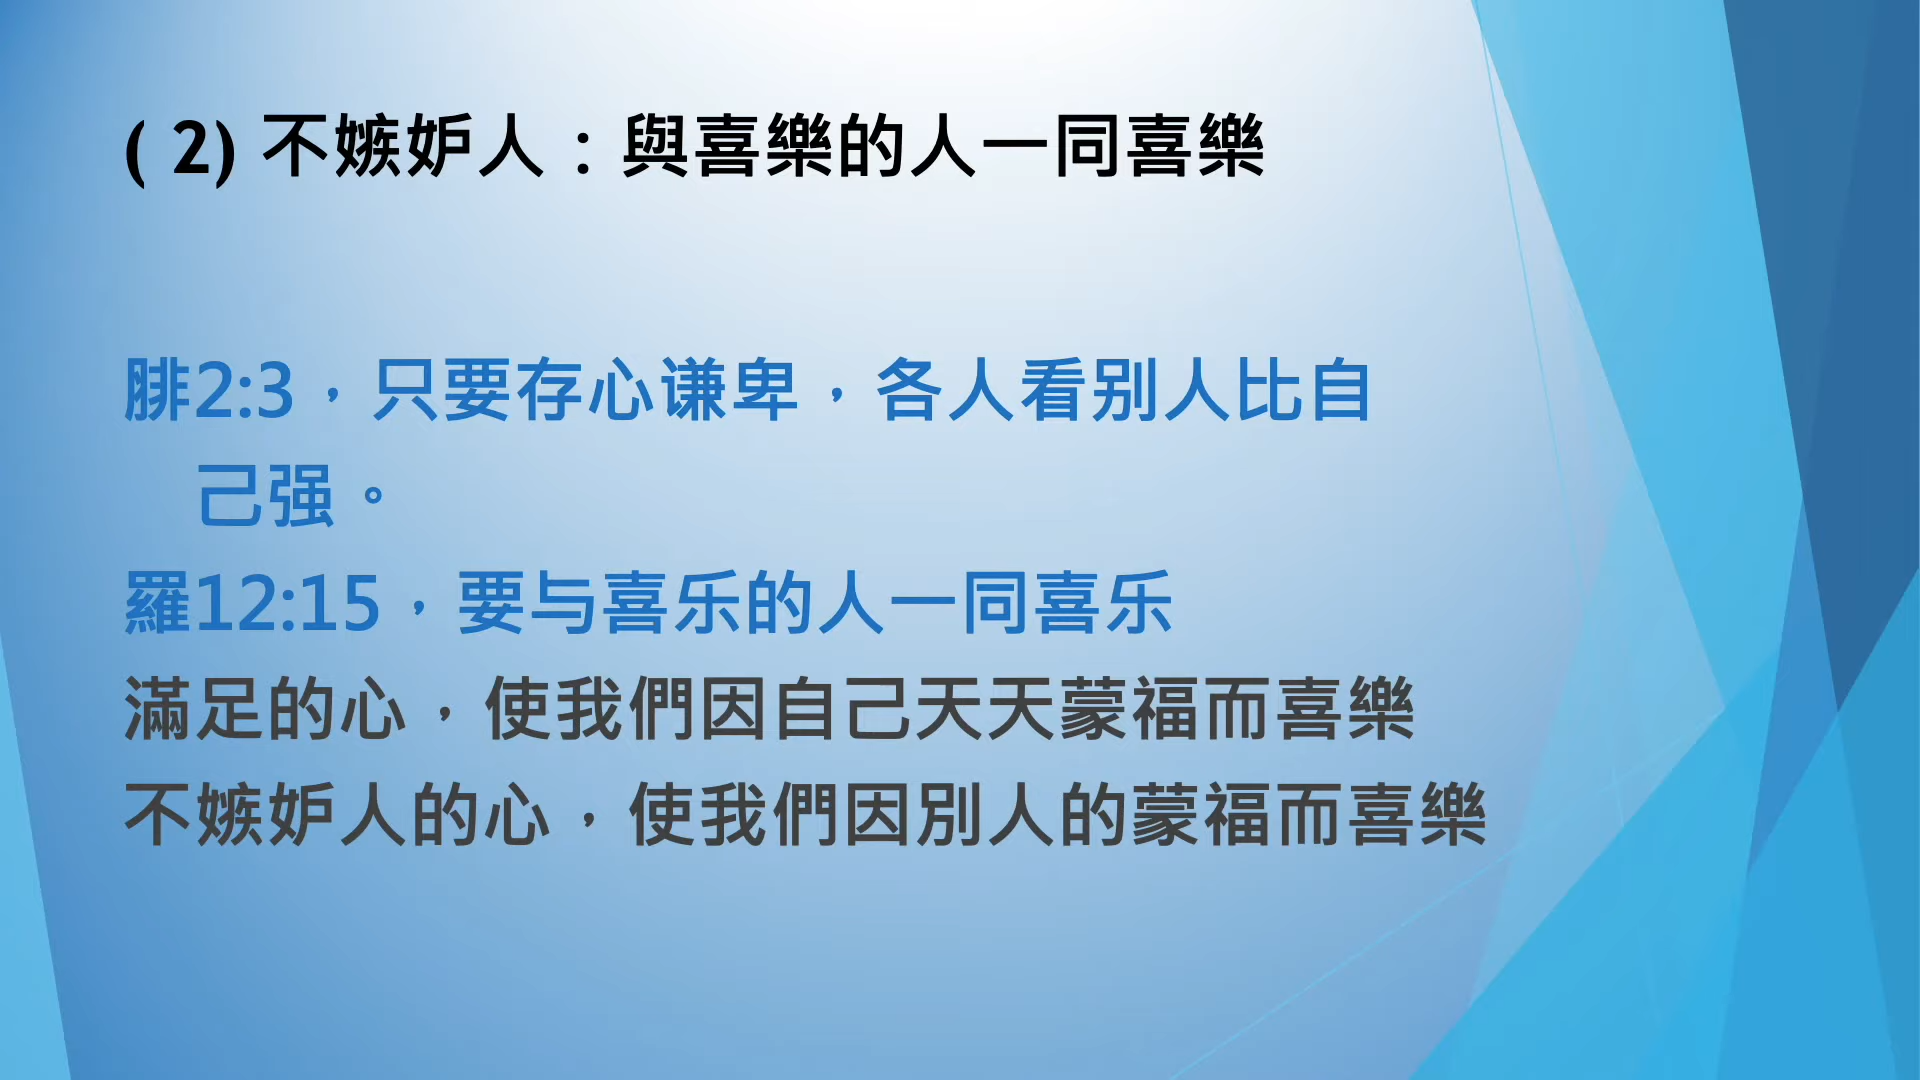 ( 2) 不嫉妒人：與喜樂的人一同喜樂
腓2:3，只要存心谦卑，各人看别人比自
己强。
羅12:15，要与喜乐的人一同喜乐
滿足的心，使我們因自己天天蒙福而喜樂
不嫉妒人的心，使我們因別人的蒙福而喜樂